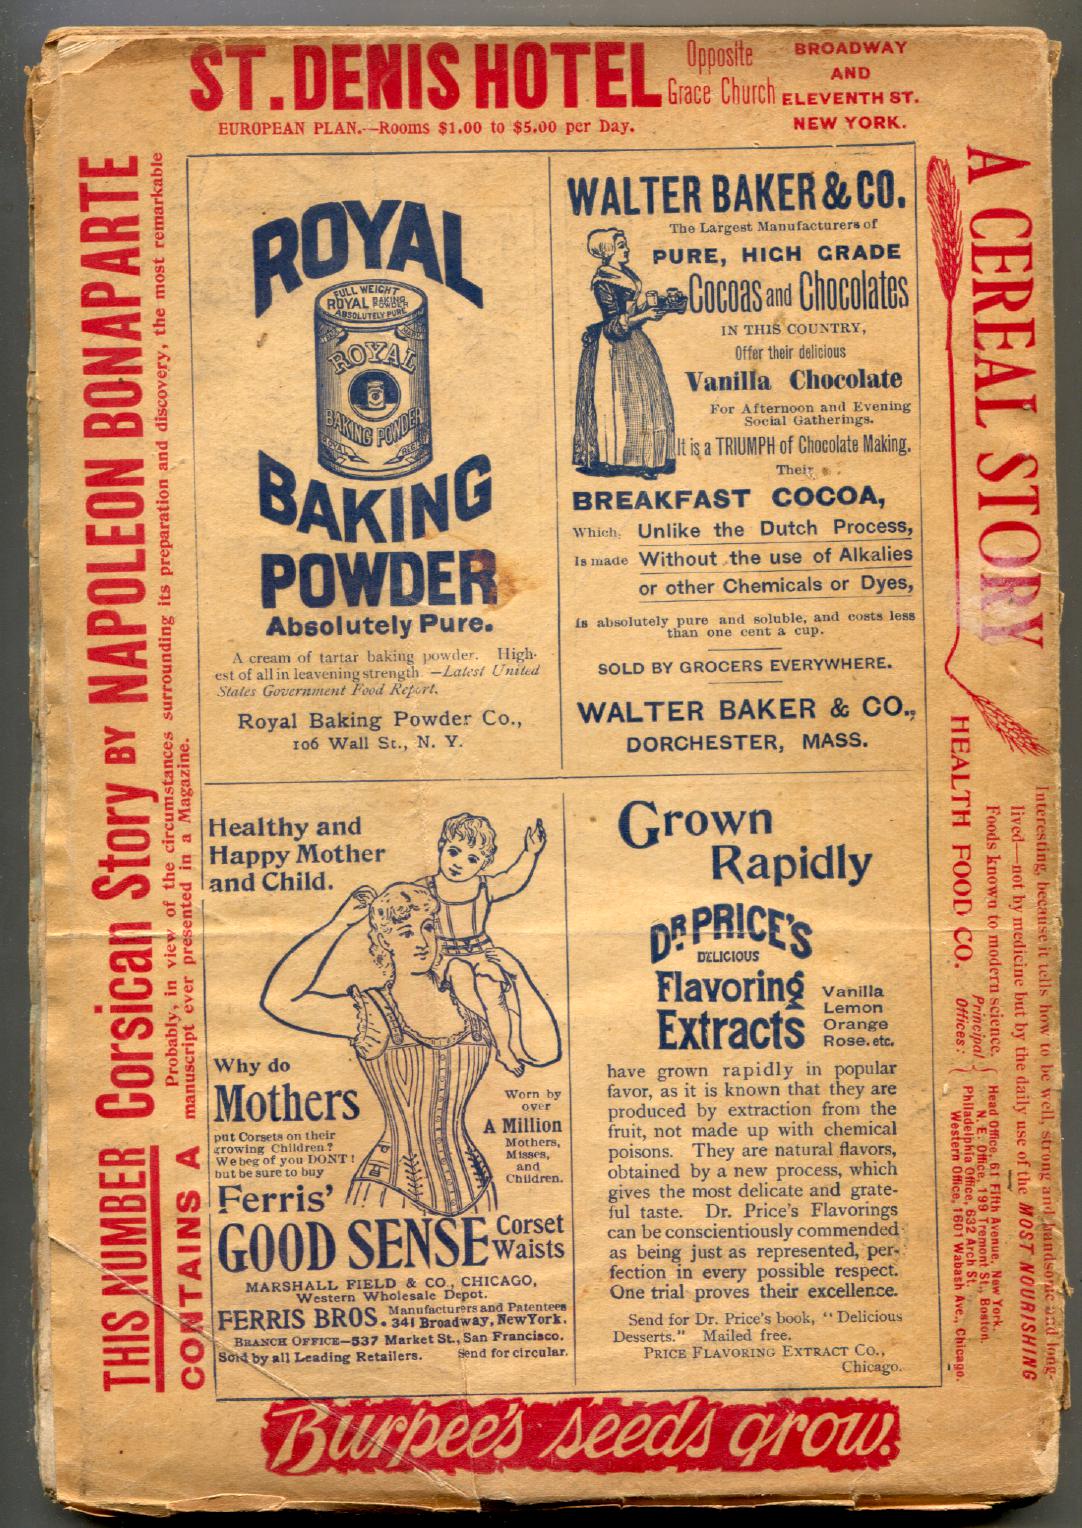 ST. DENIS HOTEL
Opposite
Grace Church
BROADWAY
AND
ELEVENTH ST.
NEW YORK.
EUROPEAN PLAN.--Rooms $1.00 to $5.00 per Day.
THIS NUMBER Corsican Story BY NAPOLEON BONAPARTE
CONTAINS A
Probably, in view of the circumstances surrounding its preparation and discovery, the most remarkable
manuscript ever presented in a Magazine.
ROYAL
FULL WEIGHT
ROYAL BAKING POWDER
ABSOLUTELY PURE
ROYAL
BAKING POWDER
BAKING
POWDER
Absolutely Pure.
A cream of tartar baking powder. High-
est of all in leavening strength.—Latest United
States Government Food Report.
Royal Baking Powder Co.,
106 Wall St., N. Y.
WALTER BAKER & CO.
The Largest Manufacturers of
PURE, HIGH GRADE
Cocoas and Chocolates
IN THIS COUNTRY,
Offer their delicious
Vanilla Chocolate
For Afternoon and Evening
Social Gatherings.
It is a TRIUMPH of Chocolate Making.
Their
BREAKFAST COCOA,
Which, Unlike the Dutch Process,
Is made Without the use of Alkalies
or other Chemicals or Dyes,
is absolutely pure and soluble, and costs less
than one cent a cup.
SOLD BY GROCERS EVERYWHERE.
WALTER BAKER & CO.,
DORCHESTER, MASS.
Healthy and
Happy Mother
and Child.
Why do
Mothers
put Corsets on their
growing Children?
We beg of you DONT!
but be sure to buy
Worn by
over
A Million
Mothers,
Misses,
and
Children.
Ferris'
GOOD SENSE Corset
Waists
MARSHALL FIELD & CO., CHICAGO,
Western Wholesale Depot.
FERRIS BROS. Manufacturers and Patentees
341 Broadway, New York.
BRANCH OFFICE—537 Market St., San Francisco.
Sold by all Leading Retailers. Send for circular.
Grown
Rapidly
DR PRICE'S
DELICIOUS
Flavoring
Extracts
Vanilla
Lemon
Orange
Rose. etc.
have grown rapidly in popular
favor, as it is known that they are
produced by extraction from the
fruit, not made up with chemical
poisons. They are natural flavors,
obtained by a new process, which
gives the most delicate and grate-
ful taste. Dr. Price's Flavorings
can be conscientiously commended
as being just as represented, per-
fection in every possible respect.
One trial proves their excellence.
Send for Dr. Price's book, "Delicious
Desserts." Mailed free.
PRICE FLAVORING EXTRACT CO.,
Chicago.
A CEREAL STORY
Interesting, because it tells how to be well, strong and handsome and long-
lived—not by medicine but by the daily use of the MOST NOURISHING
Foods known to modern science.
HEALTH FOOD CO.
Principal
Offices:
Head Office, 61 Fifth Avenue, New York.
N. E. Office, 199 Tremont St., Boston.
Philadelphia Office, 632 Arch St.
Western Office, 1601 Wabash Ave., Chicago.
Burpee's seeds grow.